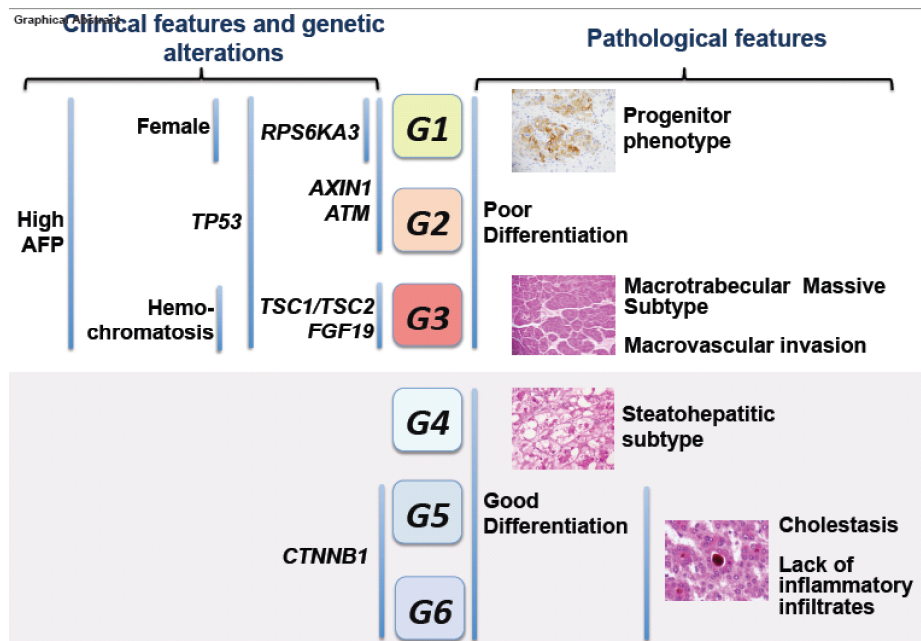 Graphical Abstract
Clinical features and genetic
alterations
Pathological features
Female
RPS6KA3
G1
Progenitor
phenotype
High
AFP
TP53
AXIN1
ATM
G2
Poor
Differentiation
Hemo-
chromatosis
TSC1/TSC2
FGF19
G3
Macrotrabecular Massive
Subtype
Macrovascular invasion
G4
Steatohepatitic
subtype
CTNNB1
G5
Good
Differentiation
Cholestasis
Lack of
inflammatory
infiltrates
G6